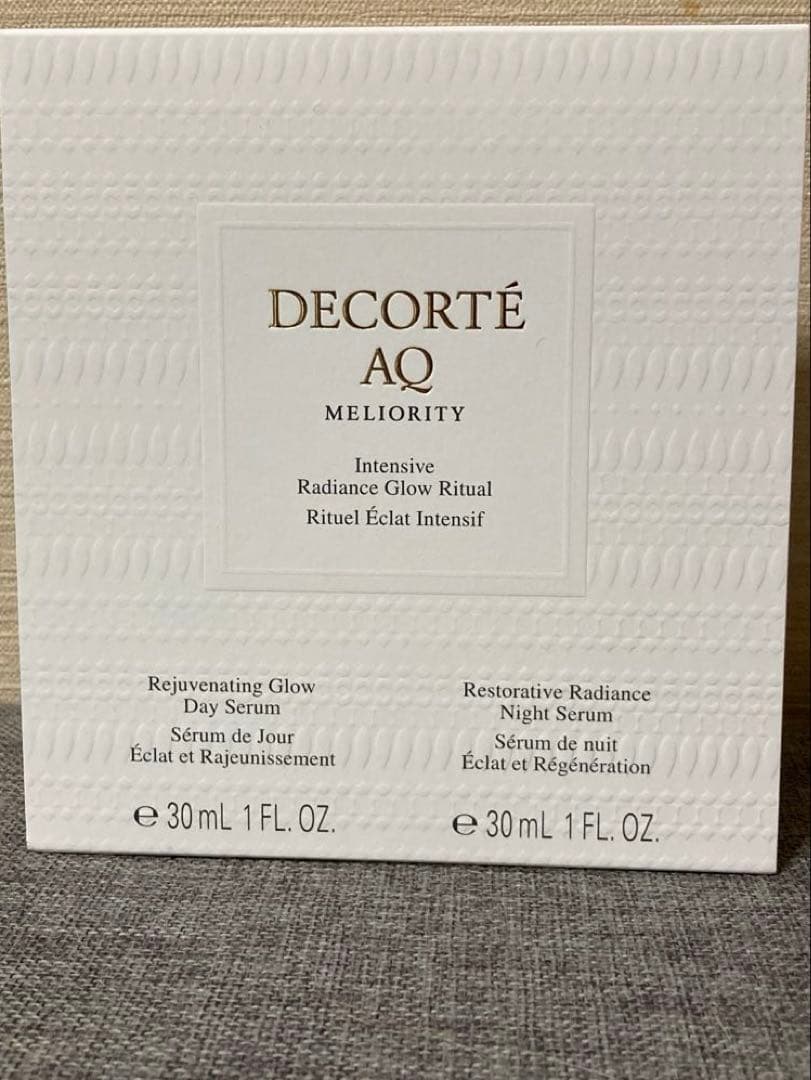 DECORTÉ
AQ
MELIORITY
Intensive
Radiance Glow Ritual
Rituel Éclat Intensif
Rejuvenating Glow
Day Serum
Sérum de Jour
Éclat et Rajeunissement
℮ 30 mL 1 FL. OZ.
Restorative Radiance
Night Serum
Sérum de nuit
Éclat et Régénération
℮ 30 mL 1 FL. OZ.